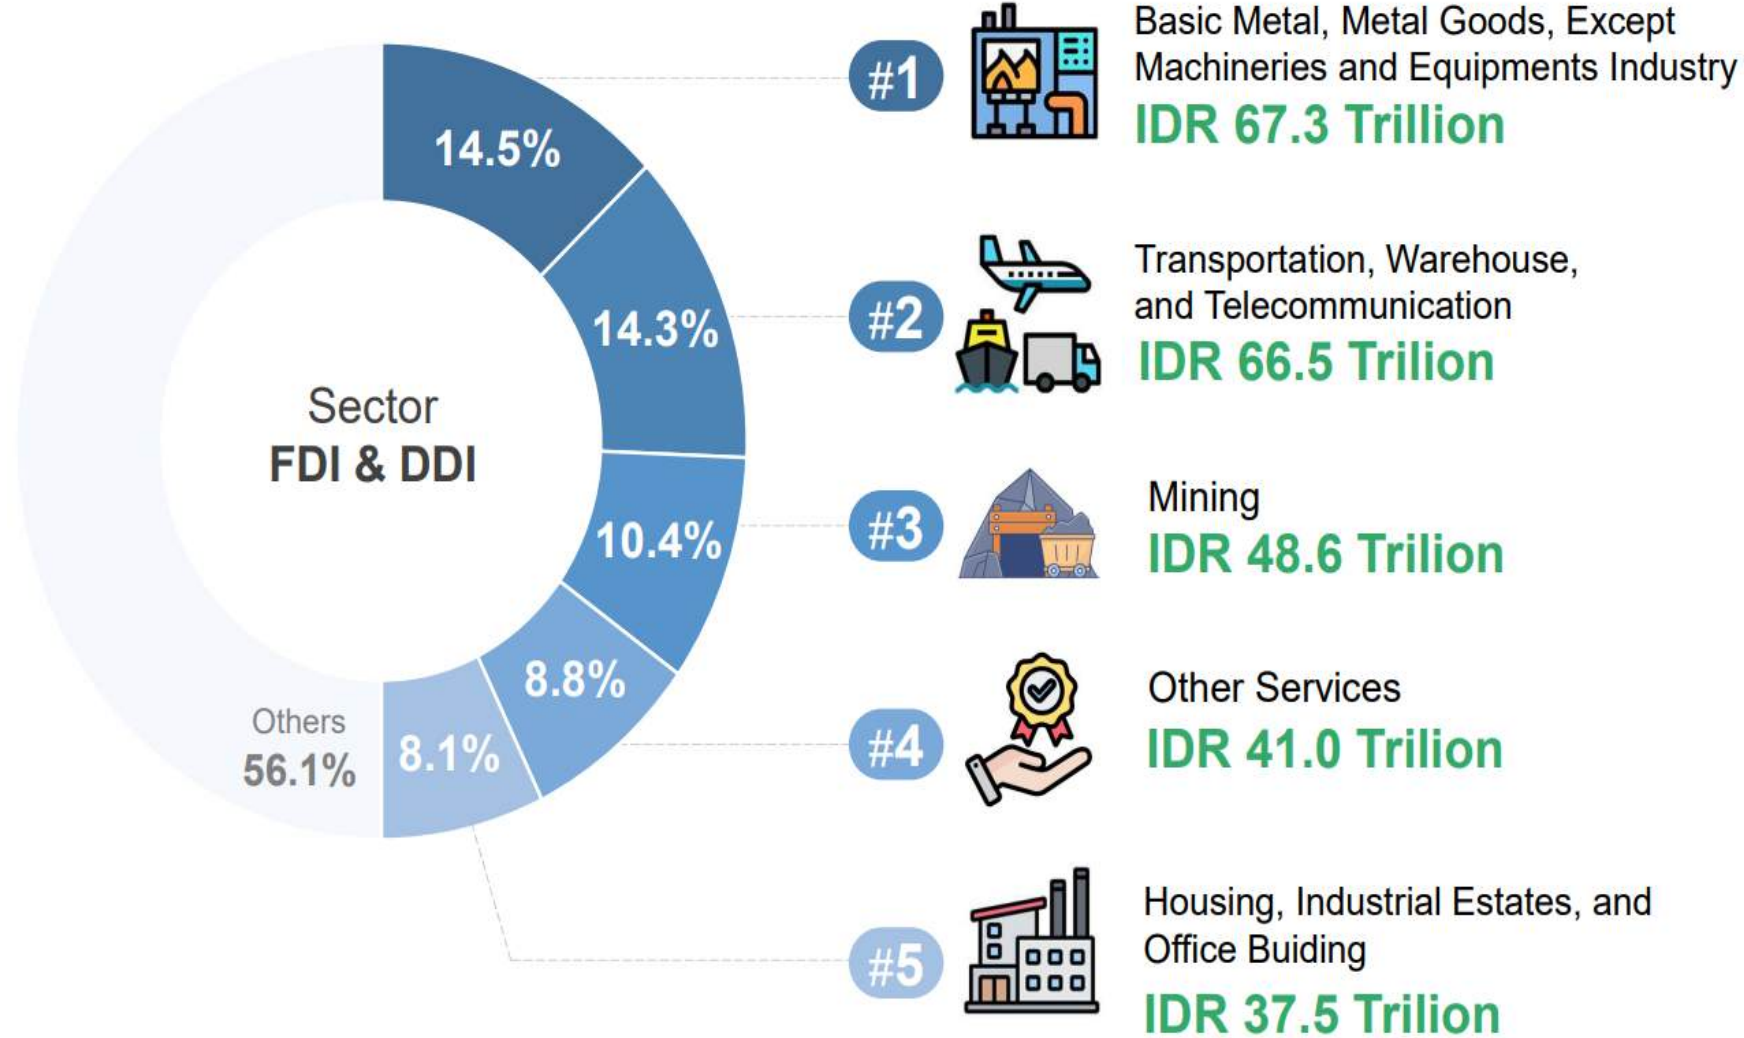 14.5%
14.3%
10.4%
8.8%
8.1%
Others
56.1%
Sector
FDI & DDI
#1
Basic Metal, Metal Goods, Except
Machineries and Equipments Industry
IDR 67.3 Trillion
#2
Transportation, Warehouse,
and Telecommunication
IDR 66.5 Trilion
#3
Mining
IDR 48.6 Trilion
#4
Other Services
IDR 41.0 Trilion
#5
Housing, Industrial Estates, and
Office Buiding
IDR 37.5 Trilion